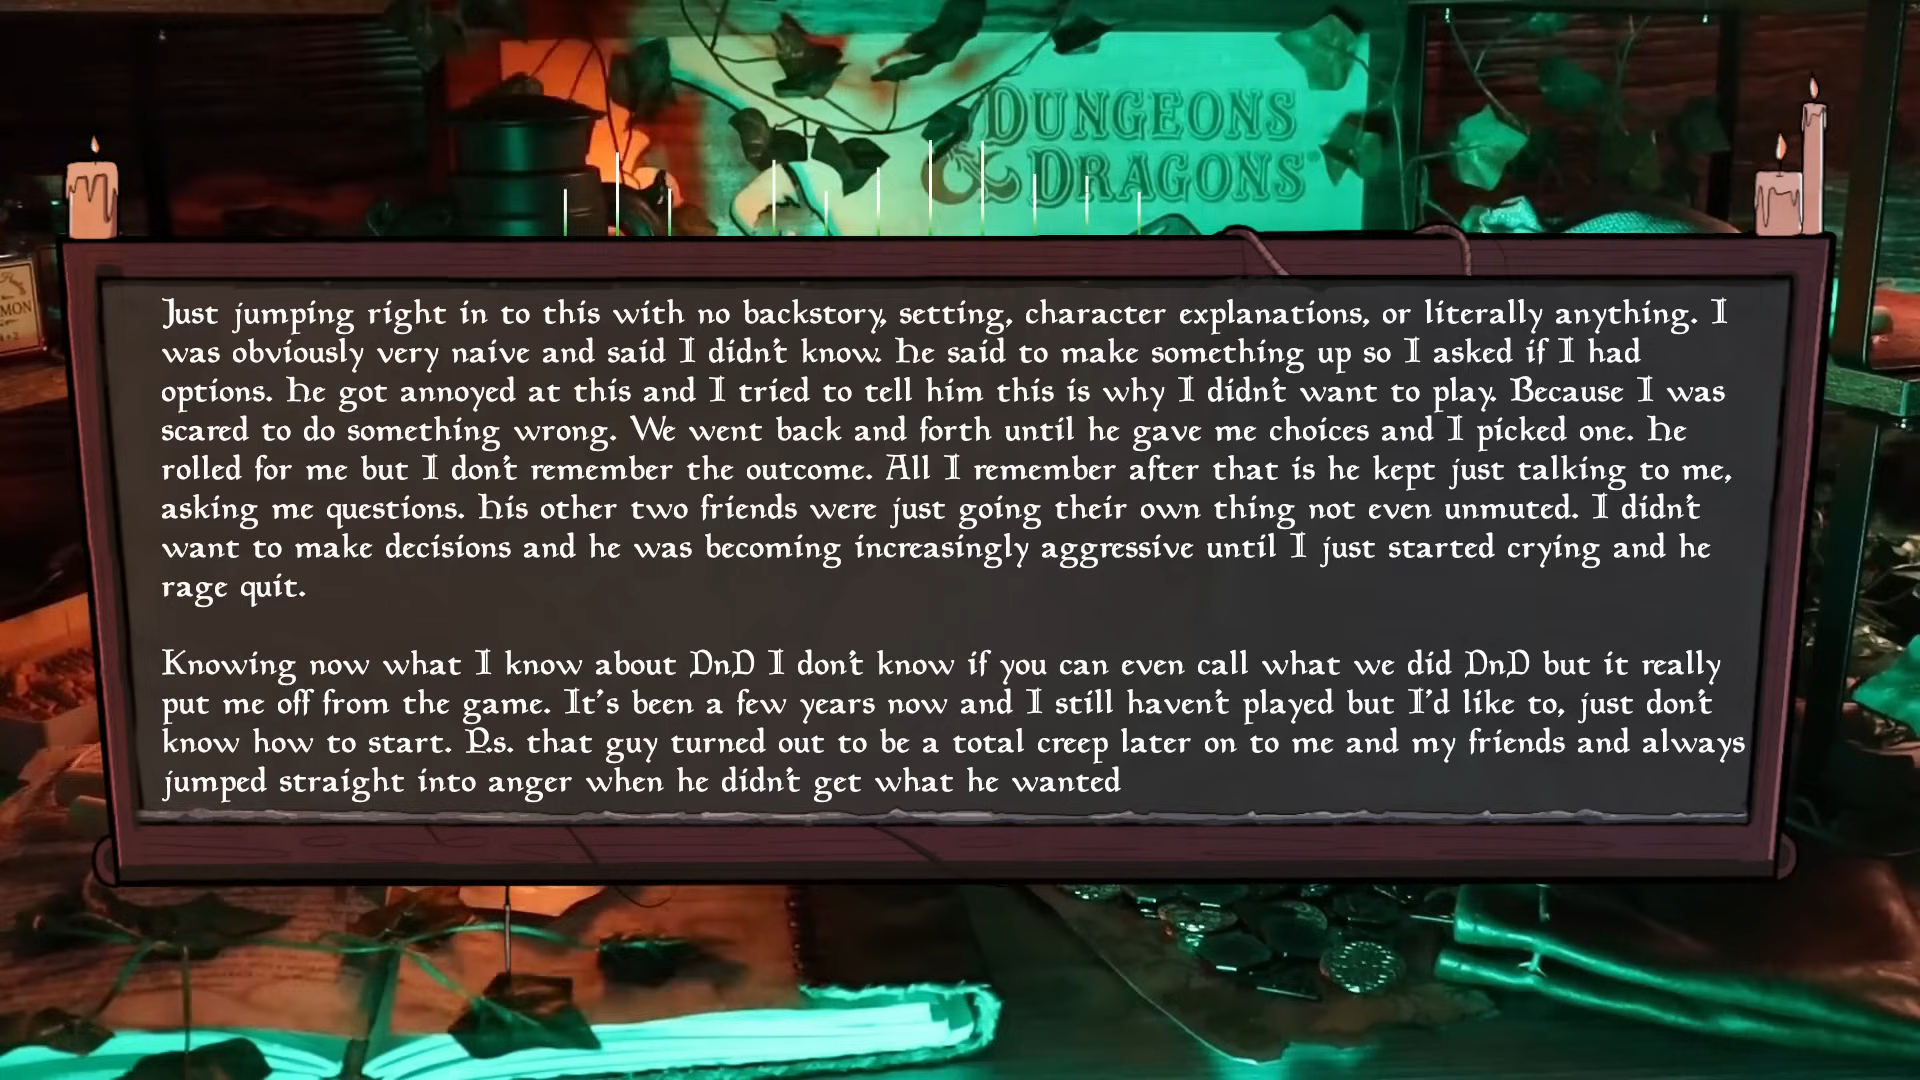 DUNGEONS
& DRAGONS
Just jumping right in to this with no backstory, setting, character explanations, or literally anything. I
was obviously very naive and said I didn't know. He said to make something up so I asked if I had
options. He got annoyed at this and I tried to tell him this is why I didn't want to play. Because I was
scared to do something wrong. We went back and forth until he gave me choices and I picked one. He
rolled for me but I don't remember the outcome. All I remember after that is he kept just talking to me,
asking me questions. His other two friends were just going their own thing not even unmuted. I didn't
want to make decisions and he was becoming increasingly aggressive until I just started crying and he
rage quit.
Knowing now what I know about DnD I don't know if you can even call what we did DnD but it really
put me off from the game. It's been a few years now and I still haven't played but I'd like to, just don't
know how to start. P.s. that guy turned out to be a total creep later on to me and my friends and always
jumped straight into anger when he didn't get what he wanted